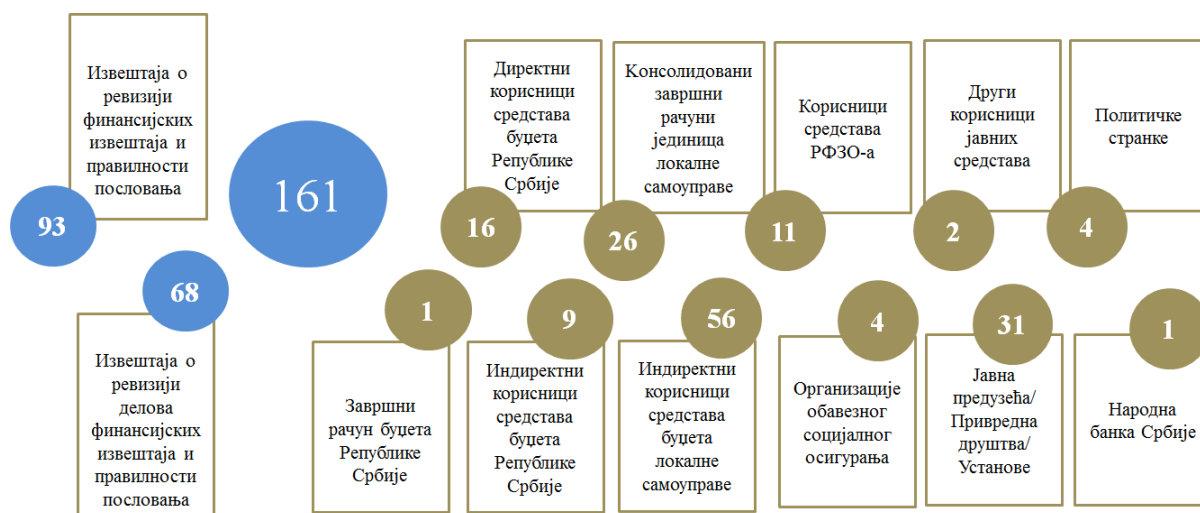 Извештаја о
ревизији
финансијских
извештаја и
правилности
пословања
93
161
68
Извештаја о
ревизији
делова
финансијских
извештаја и
правилности
пословања
Директни
корисници
средстава
буџета
Републике
Србије
16
Консолидовани
завршни
рачуни
јединица
локалне
самоуправе
26
Корисници
средстава
РФЗО-а
11
Други
корисници
јавних
средстава
2
Политичке
странке
4
1
Завршни
рачун буџета
Републике
Србије
9
Индиректни
корисници
средстава
буџета
Републике
Србије
56
Индиректни
корисници
средстава
буџета
локалне
самоуправе
4
Организације
обавезног
социјалног
осигурања
31
Јавна
предузећа/
Привредна
друштва/
Установе
1
Народна
банка Србије